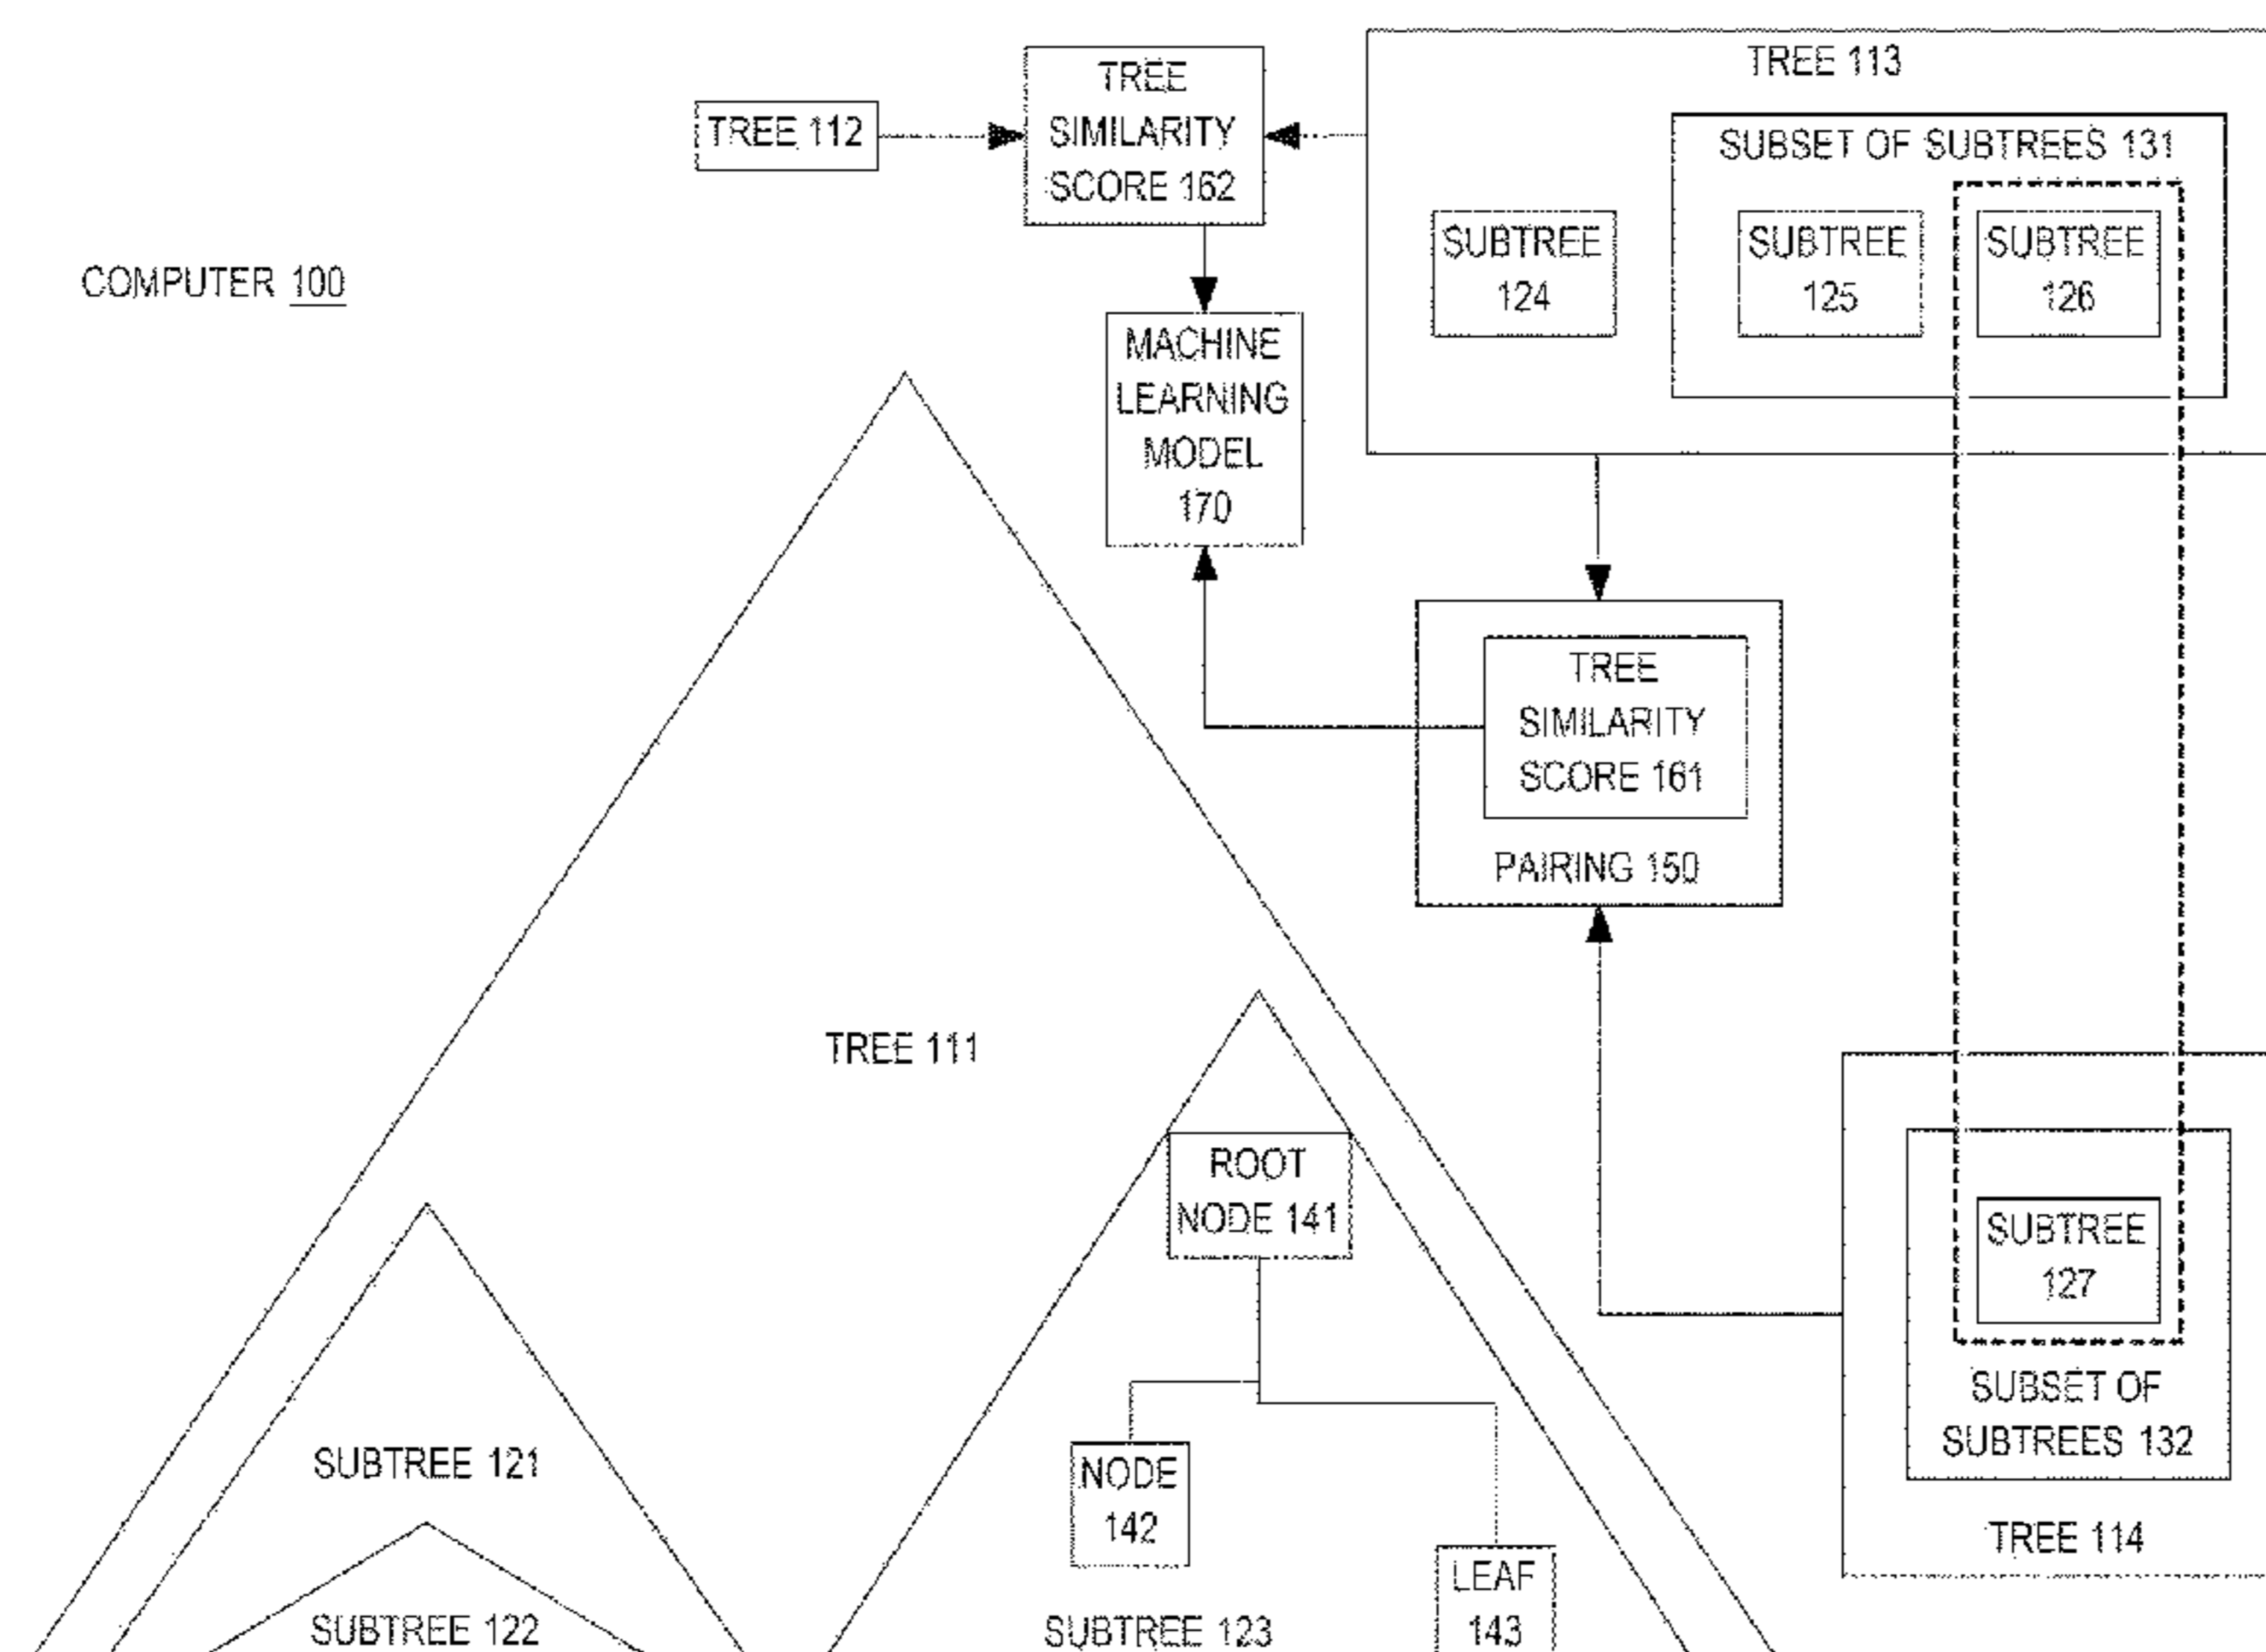 TREE 113
TREE
SIMILARITY
SCORE 162
TREE 112
SUBSET OF SUBTREES 131
SUBTREE
124
SUBTREE
125
SUBTREE
126
COMPUTER 100
MACHINE
LEARNING
MODEL
170
TREE
SIMILARITY
SCORE 161
PAIRING 150
TREE 111
ROOT
NODE 141
SUBTREE
127
SUBSET OF
SUBTREES 132
TREE 114
NODE
142
LEAF
143
SUBTREE 121
SUBTREE 122
SUBTREE 123